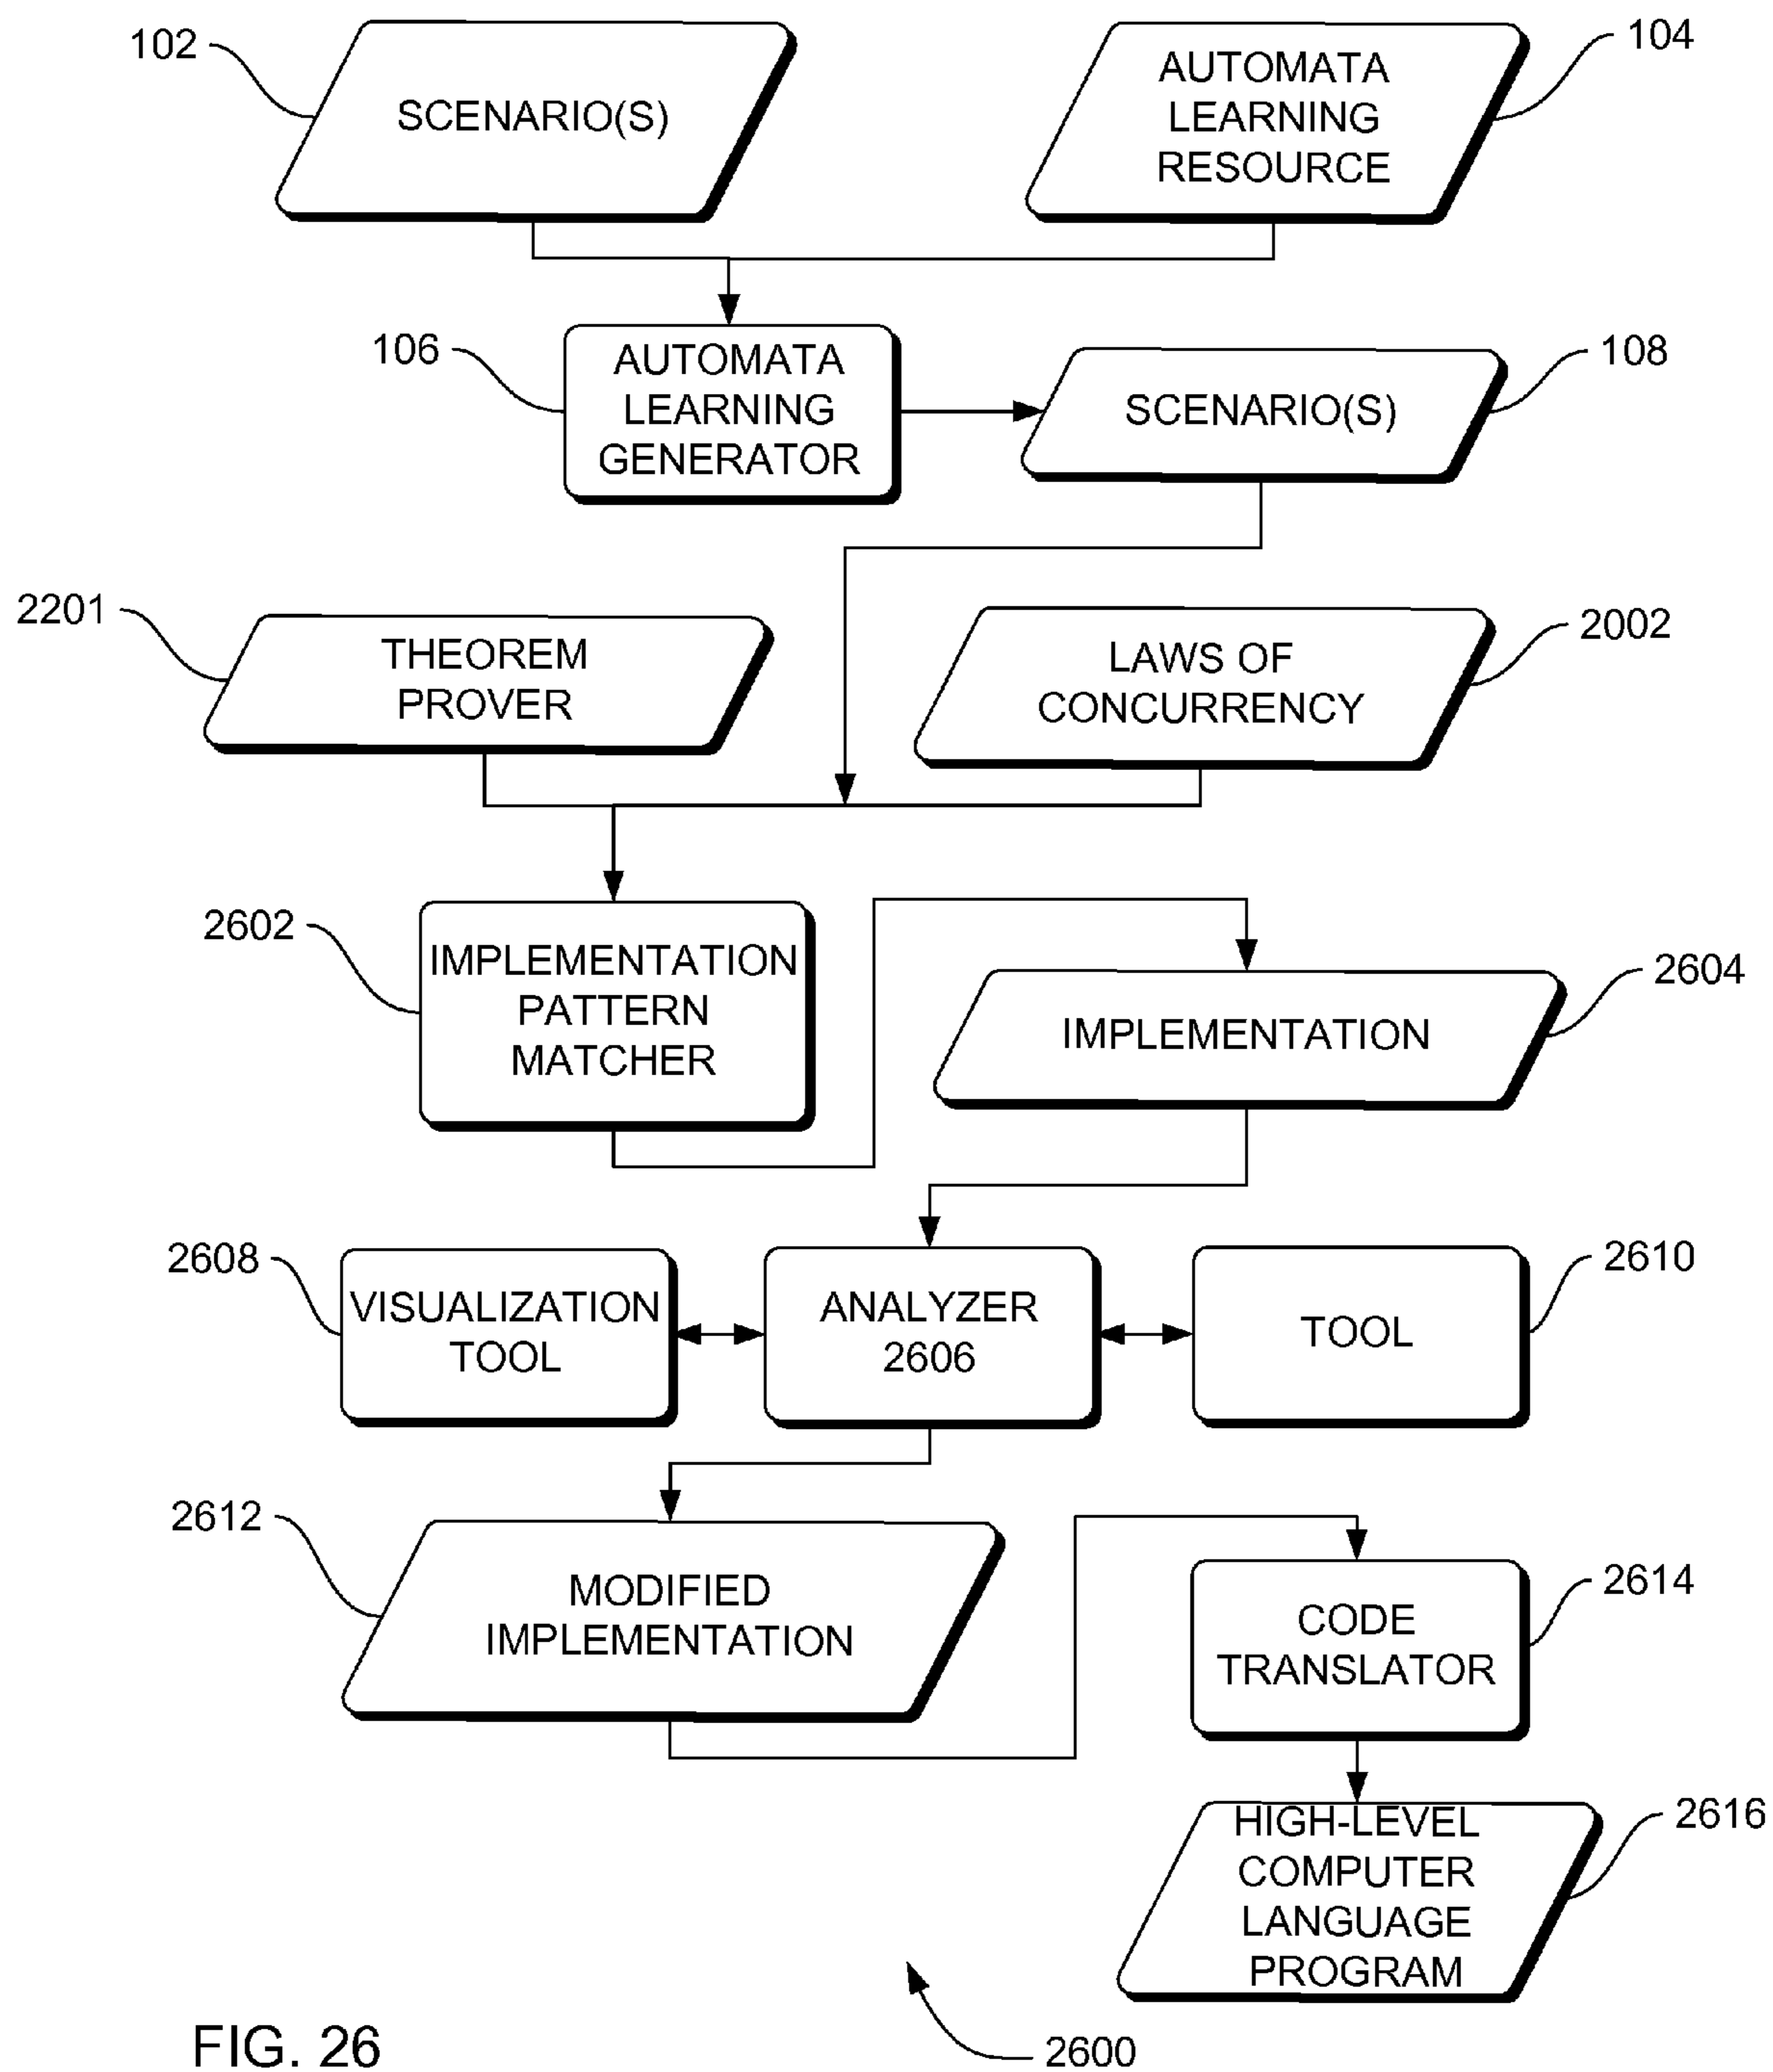 102
SCENARIO(S)
AUTOMATA
LEARNING
RESOURCE
104
106
AUTOMATA
LEARNING
GENERATOR
SCENARIO(S)
108
2201
THEOREM
PROVER
LAWS OF
CONCURRENCY
2002
2602
IMPLEMENTATION
PATTERN
MATCHER
IMPLEMENTATION
2604
2608
VISUALIZATION
TOOL
ANALYZER
2606
TOOL
2610
2612
MODIFIED
IMPLEMENTATION
CODE
TRANSLATOR
2614
HIGH-LEVEL
COMPUTER
LANGUAGE
PROGRAM
2616
FIG. 26
2600